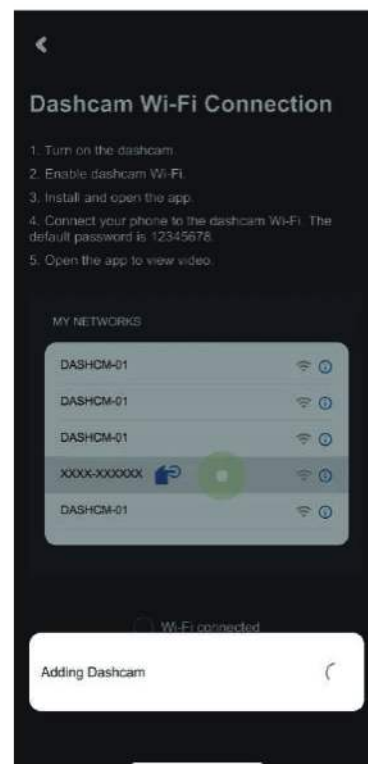 Dashcam Wi-Fi Connection
1. Turn on the dashcam.
2. Enable dashcam Wi-Fi.
3. Install and open the app.
4. Connect your phone to the dashcam Wi-Fi. The
default password is 12345678.
5. Open the app to view video.
MY NETWORKS
DASHCM-01
DASHCM-01
DASHCM-01
XXXX-XXXXXX
DASHCM-01
Wi-Fi connected
Adding Dashcam